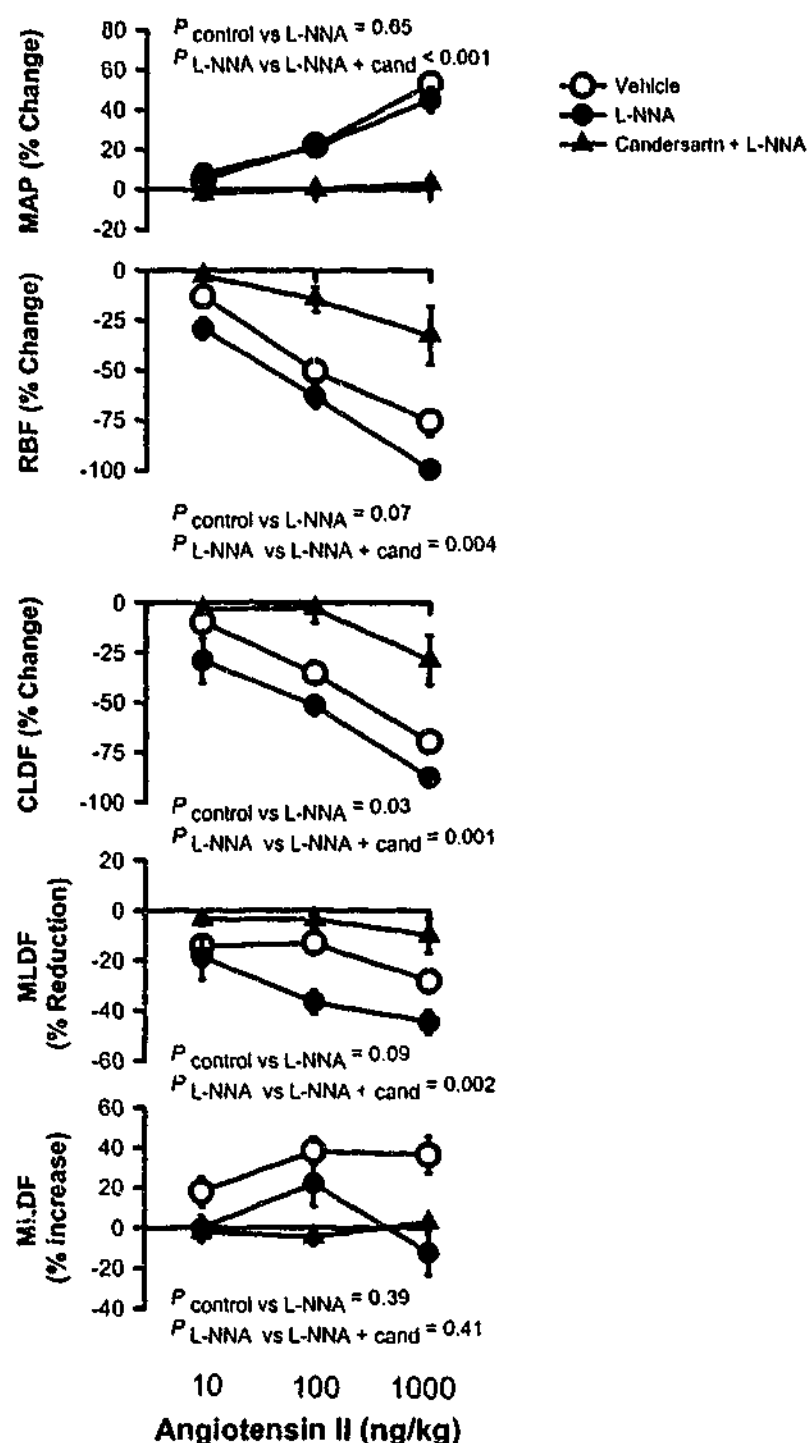 80
60
40
20
0
-20
MAP (% Change)
P control vs L-NNA = 0.65
P L-NNA vs L-NNA + cand < 0.001
Vehicle
L-NNA
Candersartn + L-NNA
0
-25
-50
-75
-100
RBF (% Change)
P control vs L-NNA = 0.07
P L-NNA vs L-NNA + cand = 0.004
0
-25
-50
-75
-100
CLDF (% Change)
P control vs L-NNA = 0.03
P L-NNA vs L-NNA + cand = 0.001
20
0
-20
-40
-60
MLDF
(% Reduction)
P control vs L-NNA = 0.09
P L-NNA vs L-NNA + cand = 0.002
60
40
20
0
-20
-40
MLDF
(% increase)
P control vs L-NNA = 0.39
P L-NNA vs L-NNA + cand = 0.41
10 100 1000
Angiotensin II (ng/kg)